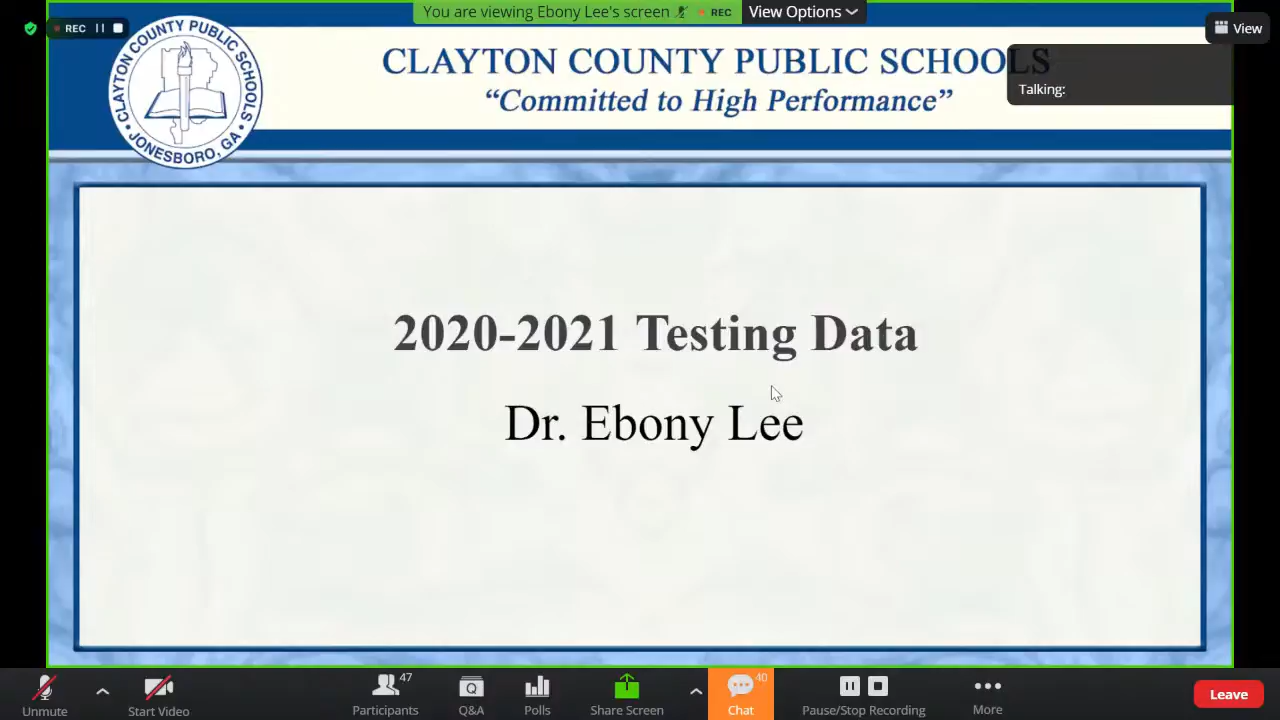 You are viewing Ebony Lee's screen
REC
View Options
REC
View
CLAYTON COUNTY PUBLIC SCHOOLS
JONESBORO, GA
CLAYTON COUNTY PUBLIC SCHOOLS
“Committed to High Performance”
Talking:
2020-2021 Testing Data
Dr. Ebony Lee
Unmute
Start Video
Participants
47
Q&A
Polls
Share Screen
Chat
40
Pause/Stop Recording
More
Leave